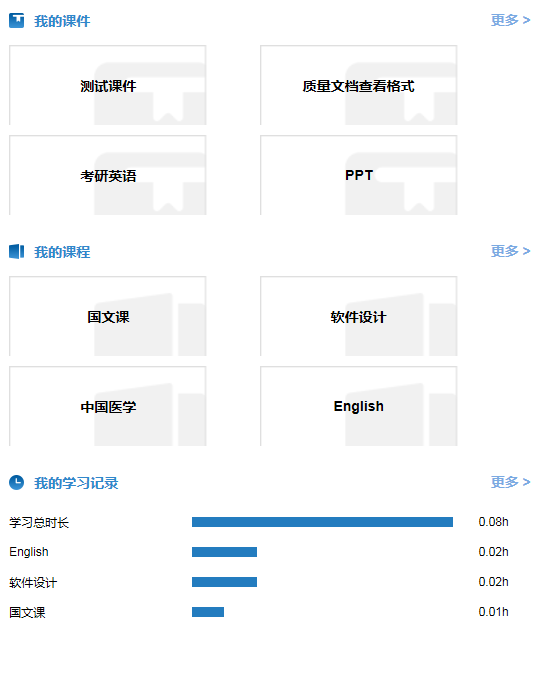 我的课件 更多 >
测试课件 质量文档查看格式
考研英语 PPT
我的课程 更多 >
国文课 软件设计
中国医学 English
我的学习记录 更多 >
学习总时长 0.08h
English 0.02h
软件设计 0.02h
国文课 0.01h